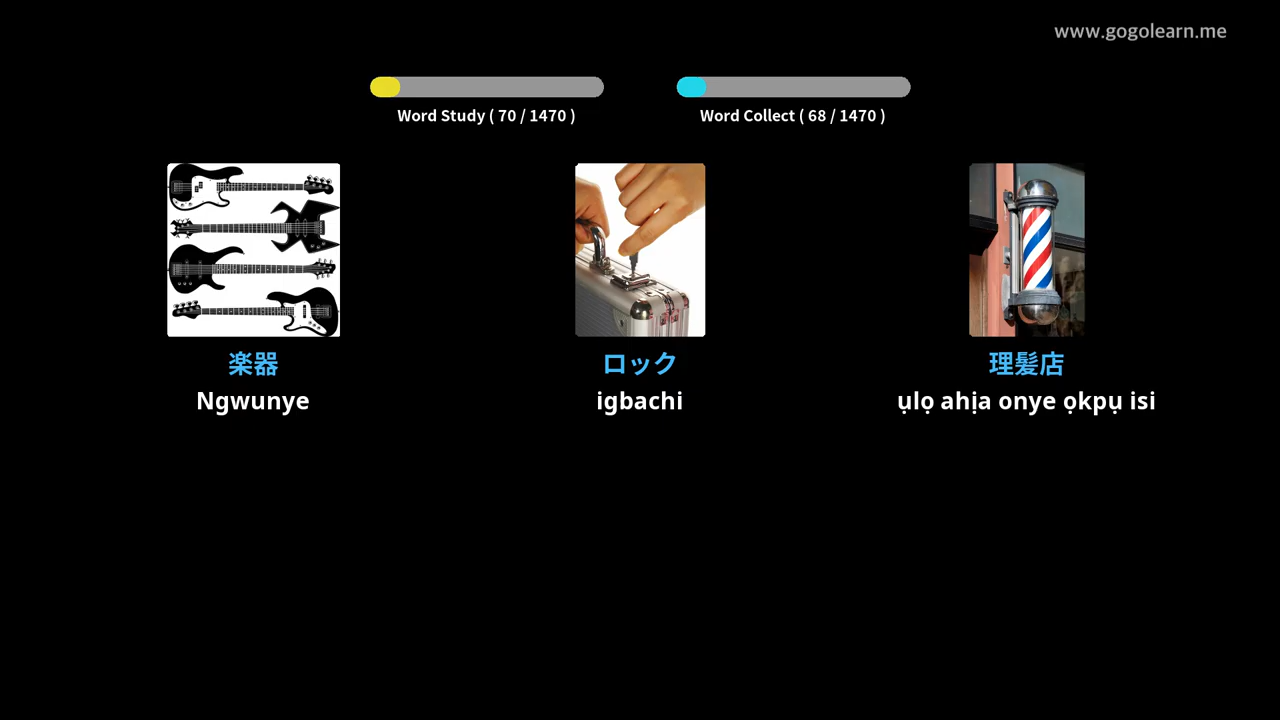 www.gogolearn.me
Word Study ( 70 / 1470 )
Word Collect ( 68 / 1470 )
楽器
ロック
理髪店
Ngwunye
igbachi
ụlọ ahịa onye ọkpụ isi